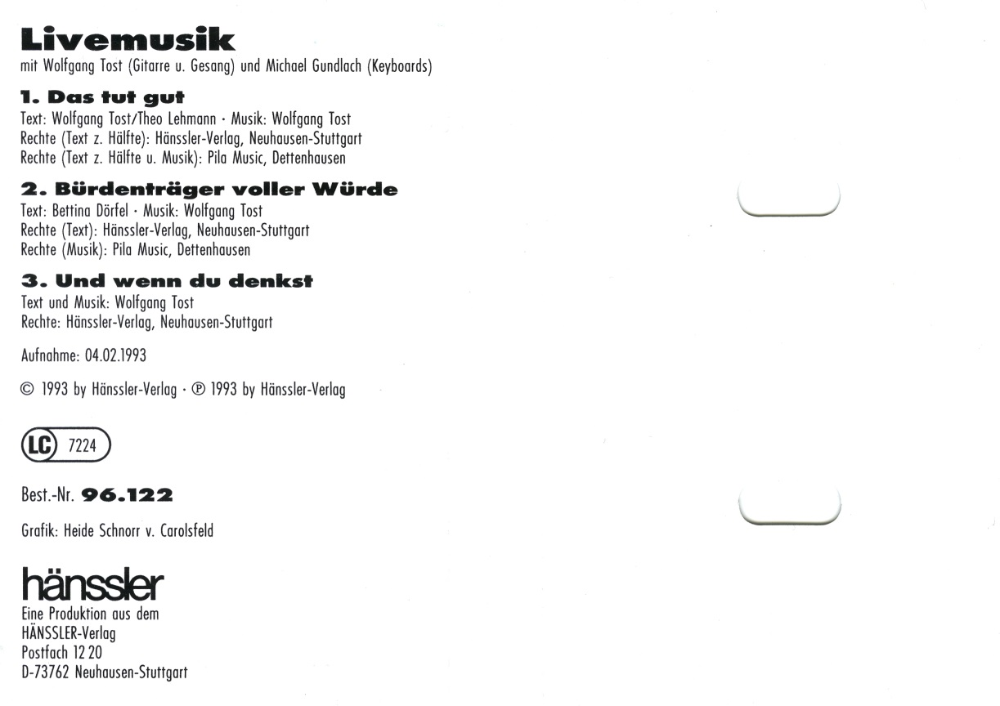 Livemusik
mit Wolfgang Tost (Gitarre u. Gesang) und Michael Gundlach (Keyboards)
1. Das tut gut
Text: Wolfgang Tost/Theo Lehmann · Musik: Wolfgang Tost
Rechte (Text z. Hälfte): Hänssler-Verlag, Neuhausen-Stuttgart
Rechte (Text z. Hälfte u. Musik): Pila Music, Dettenhausen
2. Bürdenträger voller Würde
Text: Bettina Dörfel · Musik: Wolfgang Tost
Rechte (Text): Hänssler-Verlag, Neuhausen-Stuttgart
Rechte (Musik): Pila Music, Dettenhausen
3. Und wenn du denkst
Text und Musik: Wolfgang Tost
Rechte: Hänssler-Verlag, Neuhausen-Stuttgart
Aufnahme: 04.02.1993
© 1993 by Hänssler-Verlag · ℗ 1993 by Hänssler-Verlag
LC 7224
Best.-Nr. 96.122
Grafik: Heide Schnorr v. Carolsfeld
hänssler
Eine Produktion aus dem
HÄNSSLER-Verlag
Postfach 12 20
D-73762 Neuhausen-Stuttgart